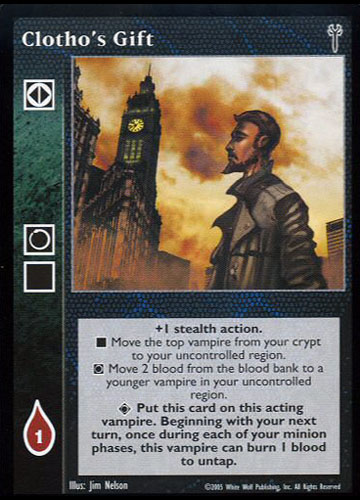 Clotho's Gift
+1 stealth action.
Move the top vampire from your crypt
to your uncontrolled region.
Move 2 blood from the blood bank to a
younger vampire in your uncontrolled
region.
Put this card on this acting
vampire. Beginning with your next
turn, once during each of your minion
phases, this vampire can burn 1 blood
to untap.
1
Illus: Jim Nelson
©2005 White Wolf Publishing, Inc. All Rights Reserved